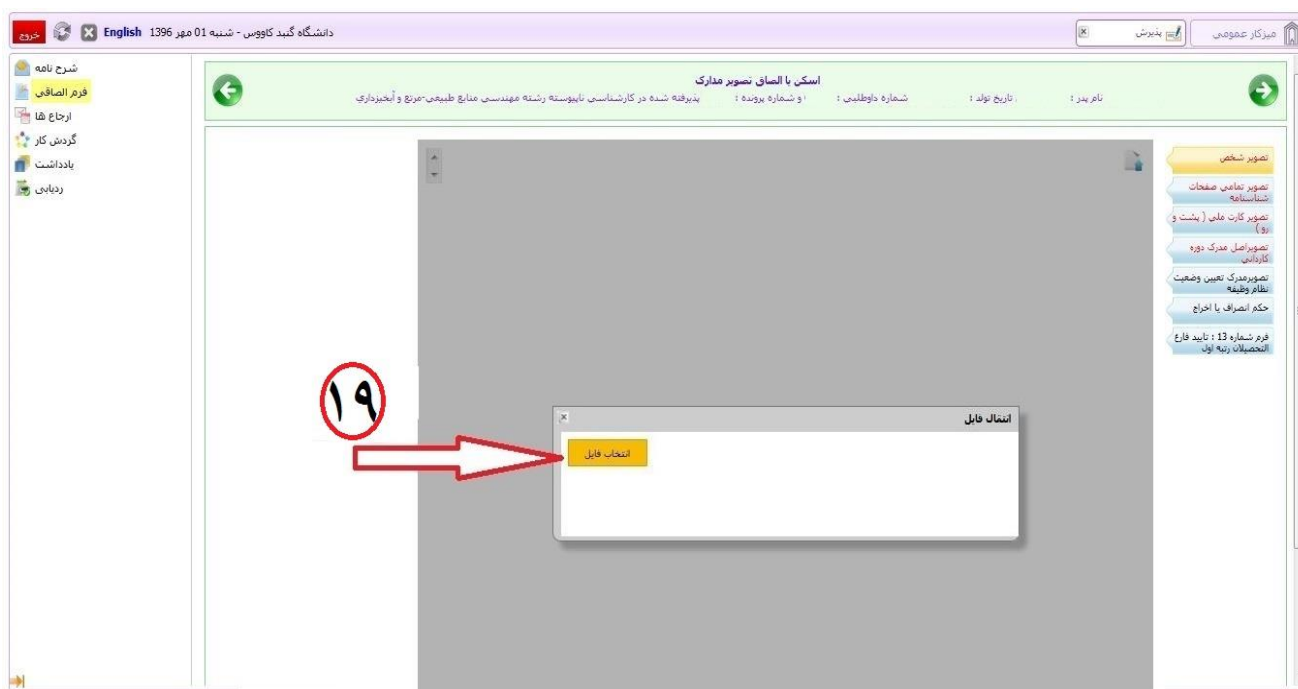 میزکار عمومی
پذیرش
دانشگاه گنبد کاووس - شنبه 01 مهر 1396 English
خروج
شرح نامه
فرم الصاقی
ارجاع ها
گردش کار
یادداشت
ردیابی
اسکن یا الصاق تصویر مدارک
نام پدر : تاریخ تولد : شماره داوطلبی : و شماره پرونده : پذیرفته شده در کارشناسی ناپیوسته رشته مهندسی منابع طبیعی-مرتع و آبخیزداری
تصویر شخص
تصویر تمامی صفحات
شناسنامه
تصویر کارت ملی ( پشت و
رو )
تصویراصل مدرک دوره
کاردانی
تصویرمدرک تعیین وضعیت
نظام وظیفه
حکم انصراف یا اخراج
فرم شماره 13 : تایید فارغ
التحصیلان رتبه اول
۱۹
انتقال فایل
انتخاب فایل